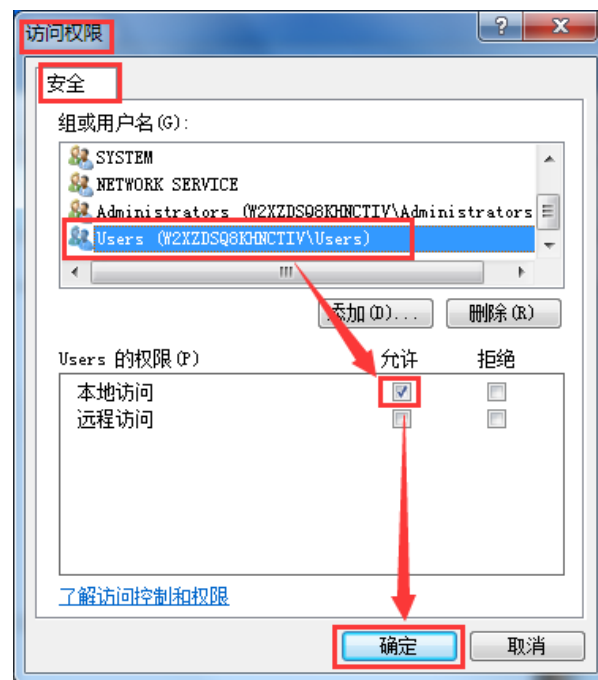 访问权限
安全
组或用户名(G):
SYSTEM
NETWORK SERVICE
Administrators (W2XZDSQ8KHNCTIV\Administrators
Users (W2XZDSQ8KHNCTIV\Users)
添加(D)... 删除(R)
Users 的权限(P) 允许 拒绝
本地访问
远程访问
了解访问控制和权限
确定 取消